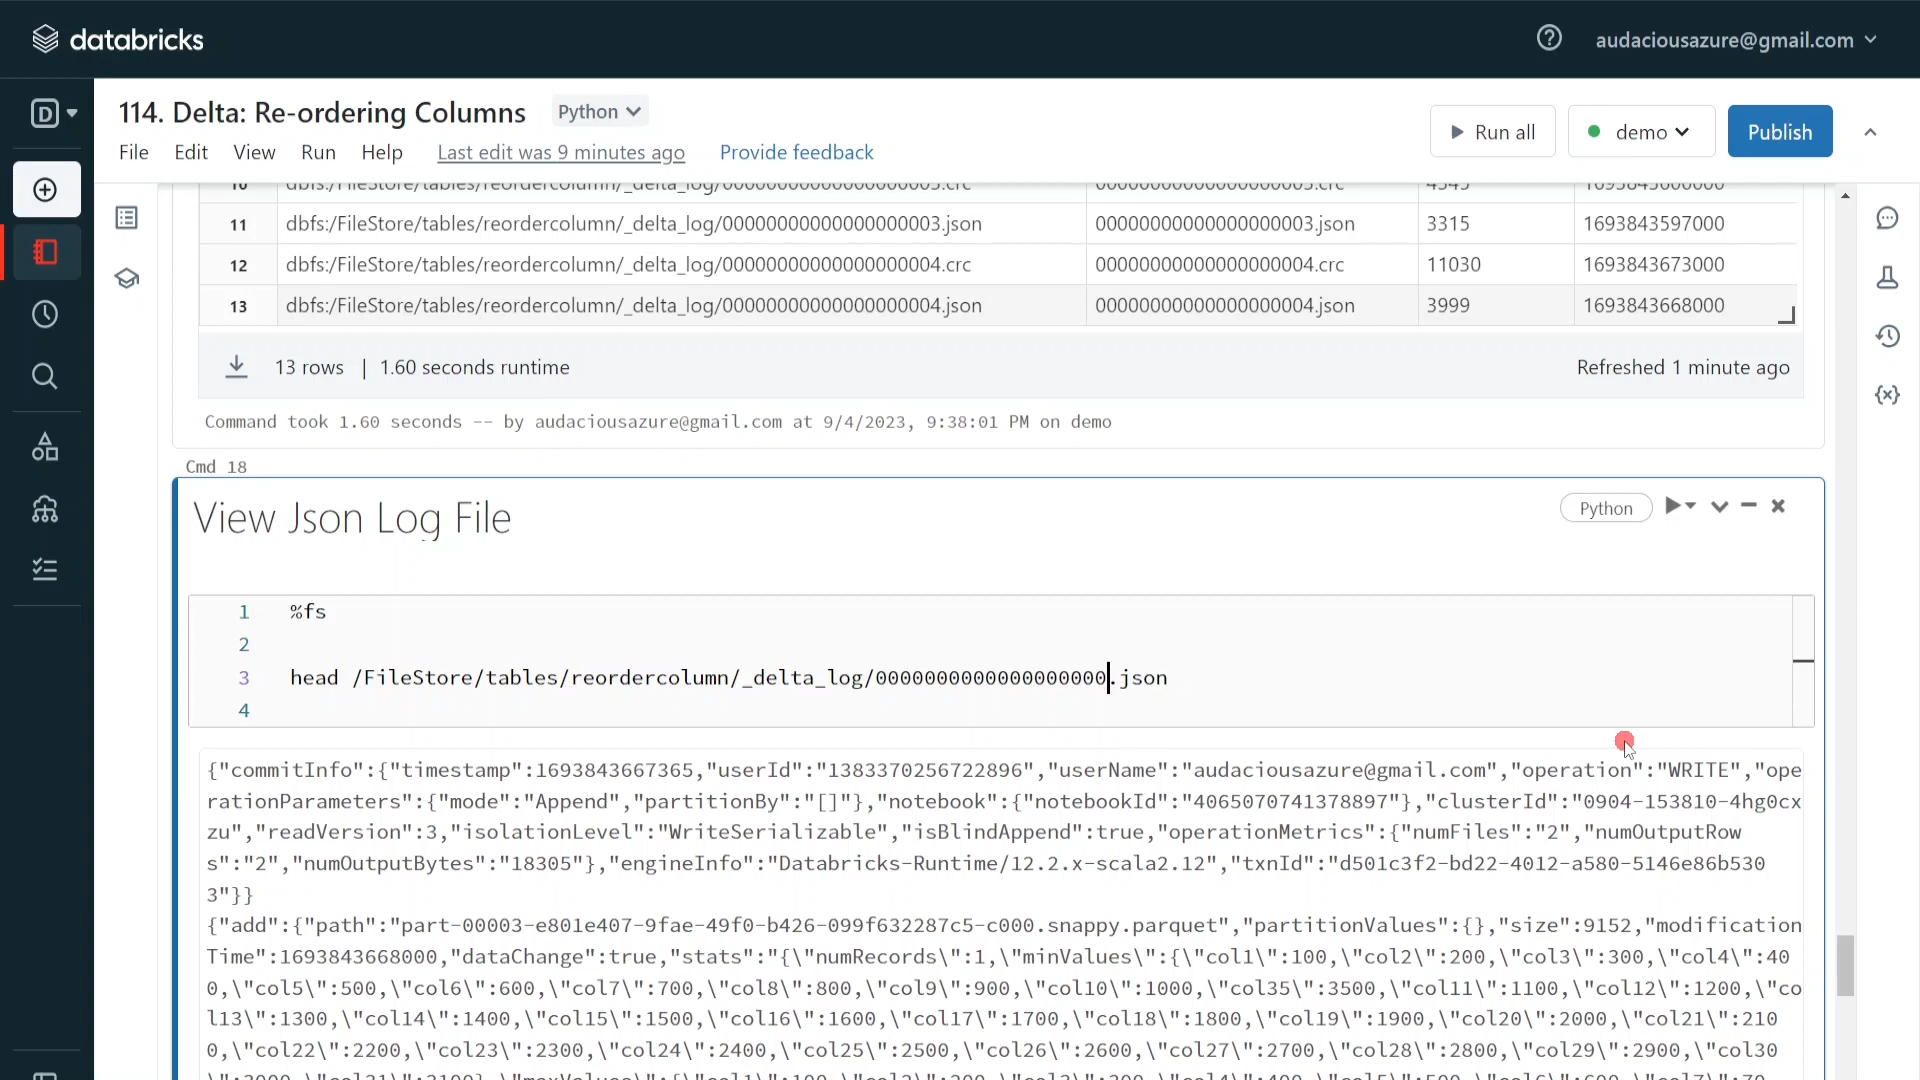 databricks
audaciousazure@gmail.com
D
114. Delta: Re-ordering Columns
Python
Run all
demo
Publish
File Edit View Run Help Last edit was 9 minutes ago Provide feedback
10 dbfs:/FileStore/tables/reordercolumn/_delta_log/00000000000000000003.crc 00000000000000000003.crc 4345 1693843600000
11 dbfs:/FileStore/tables/reordercolumn/_delta_log/00000000000000000003.json 00000000000000000003.json 3315 1693843597000
12 dbfs:/FileStore/tables/reordercolumn/_delta_log/00000000000000000004.crc 00000000000000000004.crc 11030 1693843673000
13 dbfs:/FileStore/tables/reordercolumn/_delta_log/00000000000000000004.json 00000000000000000004.json 3999 1693843668000
13 rows | 1.60 seconds runtime
Refreshed 1 minute ago
Command took 1.60 seconds -- by audaciousazure@gmail.com at 9/4/2023, 9:38:01 PM on demo
Cmd 18
View Json Log File
Python
1 %fs
2
3 head /FileStore/tables/reordercolumn/_delta_log/0000000000000000000.json
4
{"commitInfo":{"timestamp":1693843667365,"userId":"1383370256722896","userName":"audaciousazure@gmail.com","operation":"WRITE","ope
rationParameters":{"mode":"Append","partitionBy":"[]"},"notebook":{"notebookId":"4065070741378897"},"clusterId":"0904-153810-4hg0cx
zu","readVersion":3,"isolationLevel":"WriteSerializable","isBlindAppend":true,"operationMetrics":{"numFiles":"2","numOutputRow
s":"2","numOutputBytes":"18305"},"engineInfo":"Databricks-Runtime/12.2.x-scala2.12","txnId":"d501c3f2-bd22-4012-a580-5146e86b530
3"}}
{"add":{"path":"part-00003-e801e407-9fae-49f0-b426-099f632287c5-c000.snappy.parquet","partitionValues":{},"size":9152,"modification
Time":1693843668000,"dataChange":true,"stats":"{\"numRecords\":1,\"minValues\":{\"col1\":100,\"col2\":200,\"col3\":300,\"col4\":40
0,\"col5\":500,\"col6\":600,\"col7\":700,\"col8\":800,\"col9\":900,\"col10\":1000,\"col35\":3500,\"col11\":1100,\"col12\":1200,\"co
l13\":1300,\"col14\":1400,\"col15\":1500,\"col16\":1600,\"col17\":1700,\"col18\":1800,\"col19\":1900,\"col20\":2000,\"col21\":210
0,\"col22\":2200,\"col23\":2300,\"col24\":2400,\"col25\":2500,\"col26\":2600,\"col27\":2700,\"col28\":2800,\"col29\":2900,\"col30